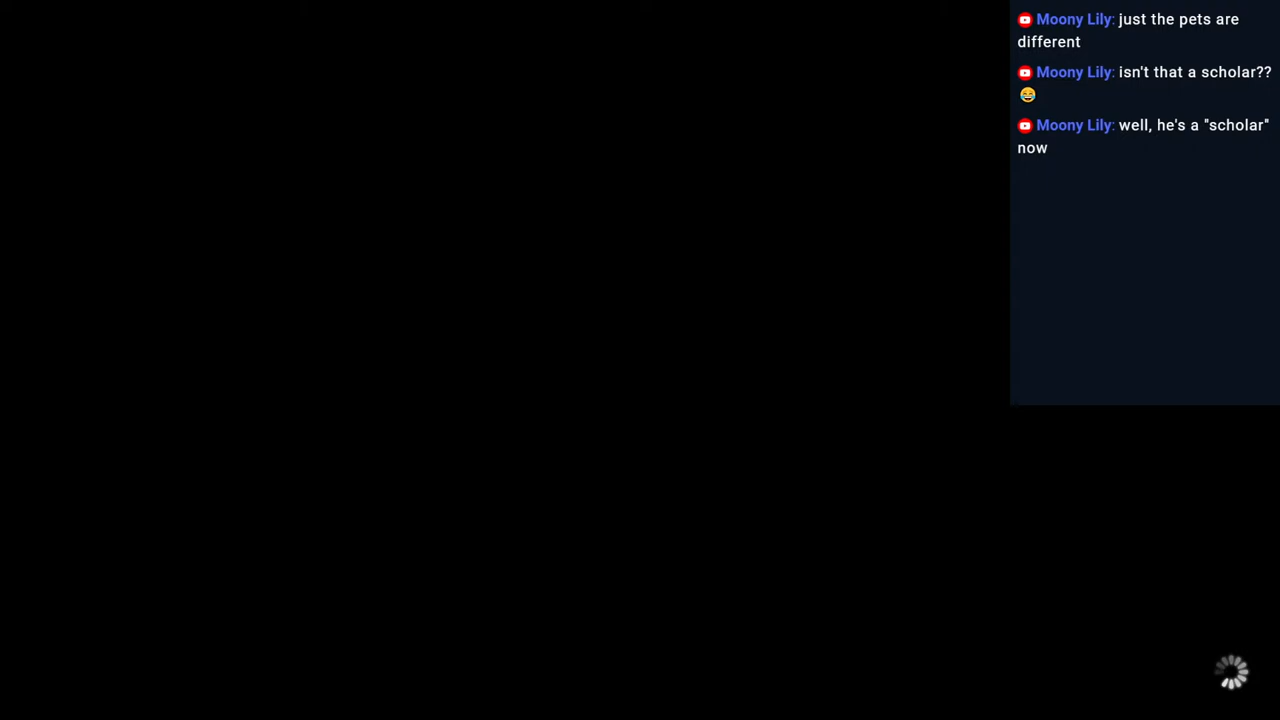 Moony Lily: just the pets are
different
Moony Lily: isn't that a scholar??
😂
Moony Lily: well, he's a "scholar"
now